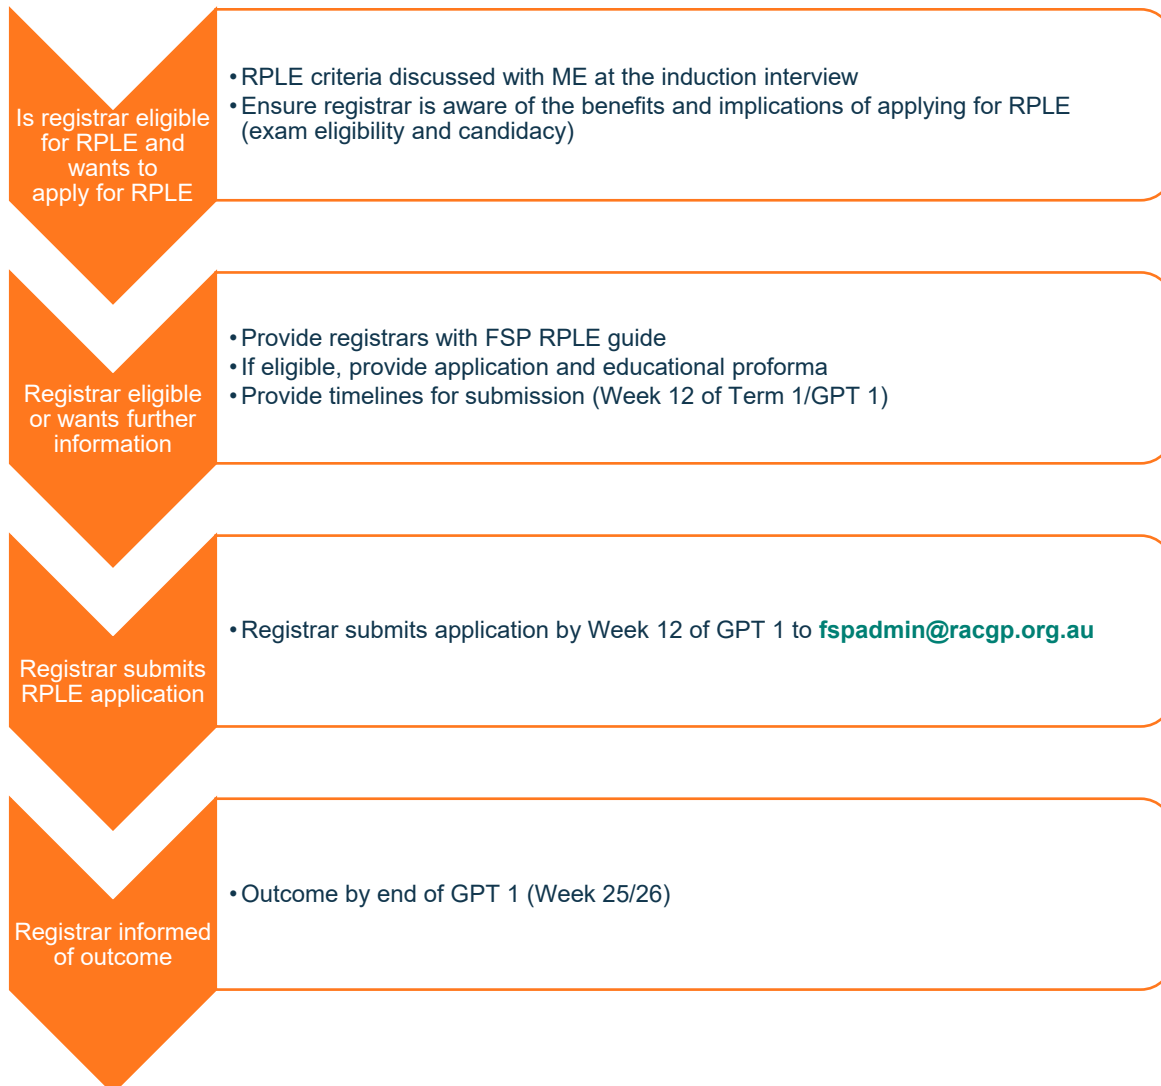 Is registrar eligible
for RPLE and
wants to
apply for RPLE
•RPLE criteria discussed with ME at the induction interview
•Ensure registrar is aware of the benefits and implications of applying for RPLE
(exam eligibility and candidacy)
Registrar eligible
or wants further
information
•Provide registrars with FSP RPLE guide
•If eligible, provide application and educational proforma
•Provide timelines for submission (Week 12 of Term 1/GPT 1)
Registrar submits
RPLE application
•Registrar submits application by Week 12 of GPT 1 to fspadmin@racgp.org.au
Registrar informed
of outcome
•Outcome by end of GPT 1 (Week 25/26)